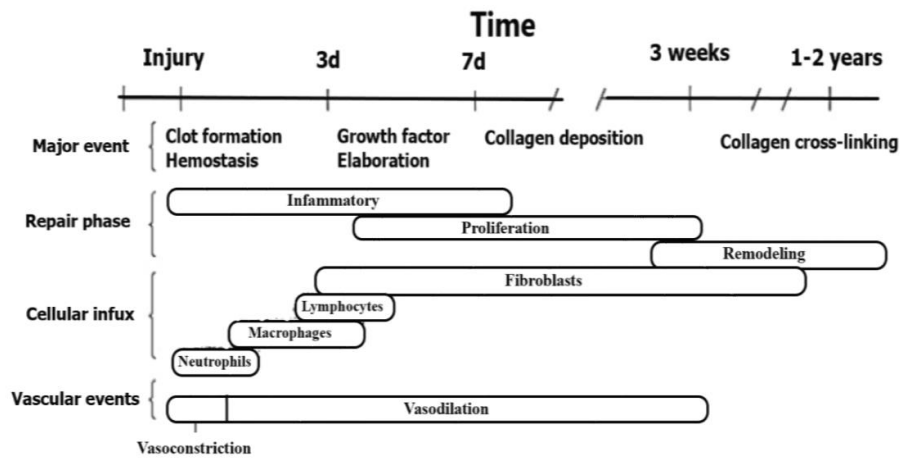 Time
Injury 3d 7d 3 weeks 1-2 years
Major event
Clot formation
Hemostasis
Growth factor
Elaboration
Collagen deposition
Collagen cross-linking
Repair phase
Infammatory
Proliferation
Remodeling
Cellular infux
Fibroblasts
Lymphocytes
Macrophages
Neutrophils
Vascular events
Vasodilation
Vasoconstriction